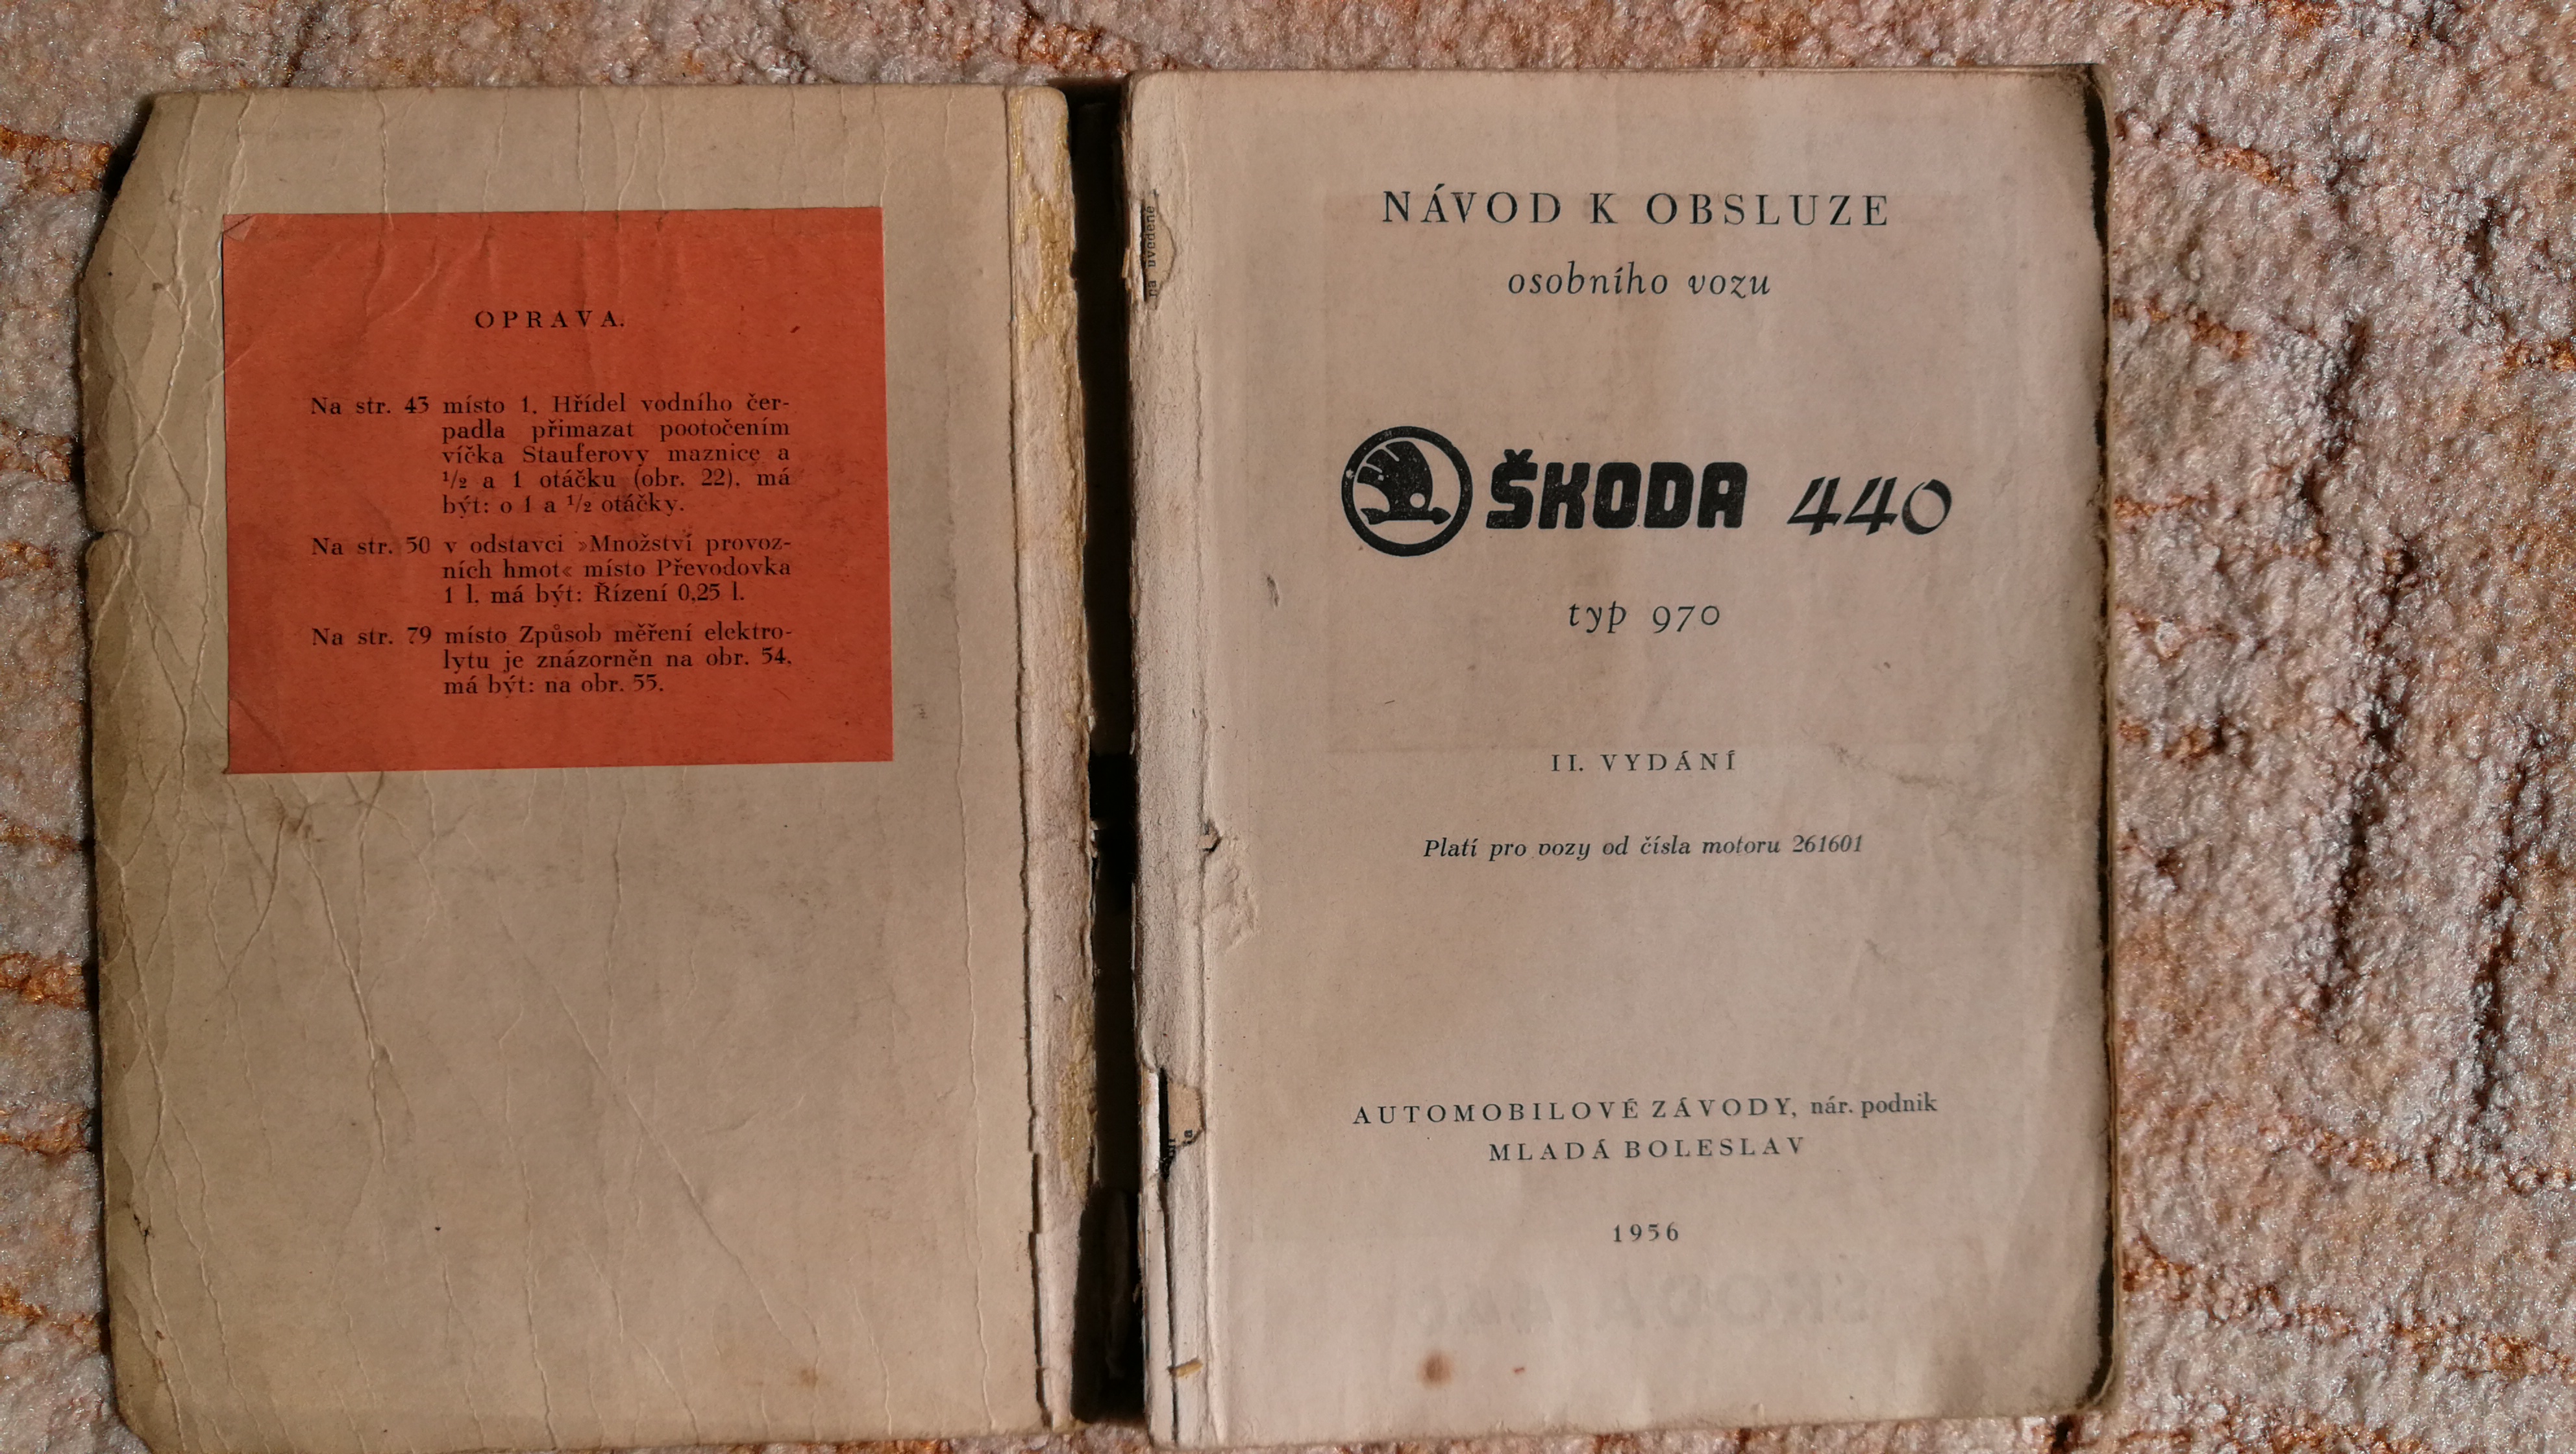 OPRAVA.
Na str. 43 místo 1. Hřídel vodního čer-
padla přimazat pootočením
víčka Stauferovy maznice a
½ a 1 otáčku (obr. 22), má
být: o 1 a ½ otáčky.
Na str. 50 v odstavci »Množství provoz-
ních hmot« místo Převodovka
1 l. má být: Řízení 0,25 l.
Na str. 79 místo Způsob měření elektro-
lytu je znázorněn na obr. 54,
má být: na obr. 55.
na uvedené
NÁVOD K OBSLUZE
osobního vozu
ŠKODA 440
typ 970
II. VYDÁNÍ
Platí pro vozy od čísla motoru 261601
AUTOMOBILOVÉ ZÁVODY, nár. podnik
MLADÁ BOLESLAV
1956